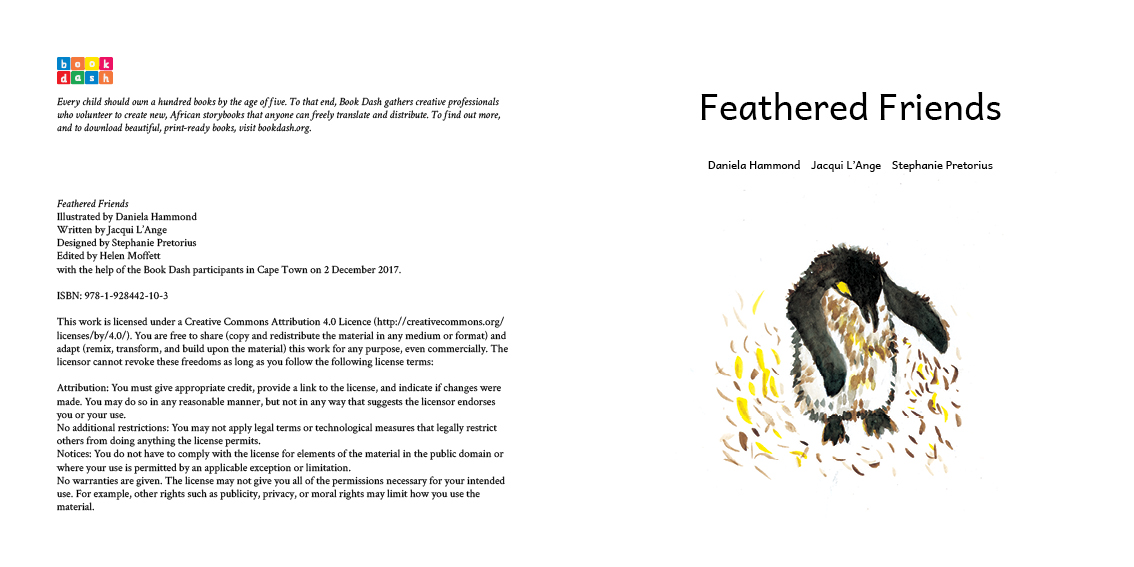 book
dash
Every child should own a hundred books by the age of five. To that end, Book Dash gathers creative professionals
who volunteer to create new, African storybooks that anyone can freely translate and distribute. To find out more,
and to download beautiful, print-ready books, visit bookdash.org.
Feathered Friends
Illustrated by Daniela Hammond
Written by Jacqui L'Ange
Designed by Stephanie Pretorius
Edited by Helen Moffett
with the help of the Book Dash participants in Cape Town on 2 December 2017.
ISBN: 978-1-928442-10-3
This work is licensed under a Creative Commons Attribution 4.0 Licence (http://creativecommons.org/
licenses/by/4.0/). You are free to share (copy and redistribute the material in any medium or format) and
adapt (remix, transform, and build upon the material) this work for any purpose, even commercially. The
licensor cannot revoke these freedoms as long as you follow the following license terms:
Attribution: You must give appropriate credit, provide a link to the license, and indicate if changes were
made. You may do so in any reasonable manner, but not in any way that suggests the licensor endorses
you or your use.
No additional restrictions: You may not apply legal terms or technological measures that legally restrict
others from doing anything the license permits.
Notices: You do not have to comply with the license for elements of the material in the public domain or
where your use is permitted by an applicable exception or limitation.
No warranties are given. The license may not give you all of the permissions necessary for your intended
use. For example, other rights such as publicity, privacy, or moral rights may limit how you use the
material.
Feathered Friends
Daniela Hammond Jacqui L'Ange Stephanie Pretorius